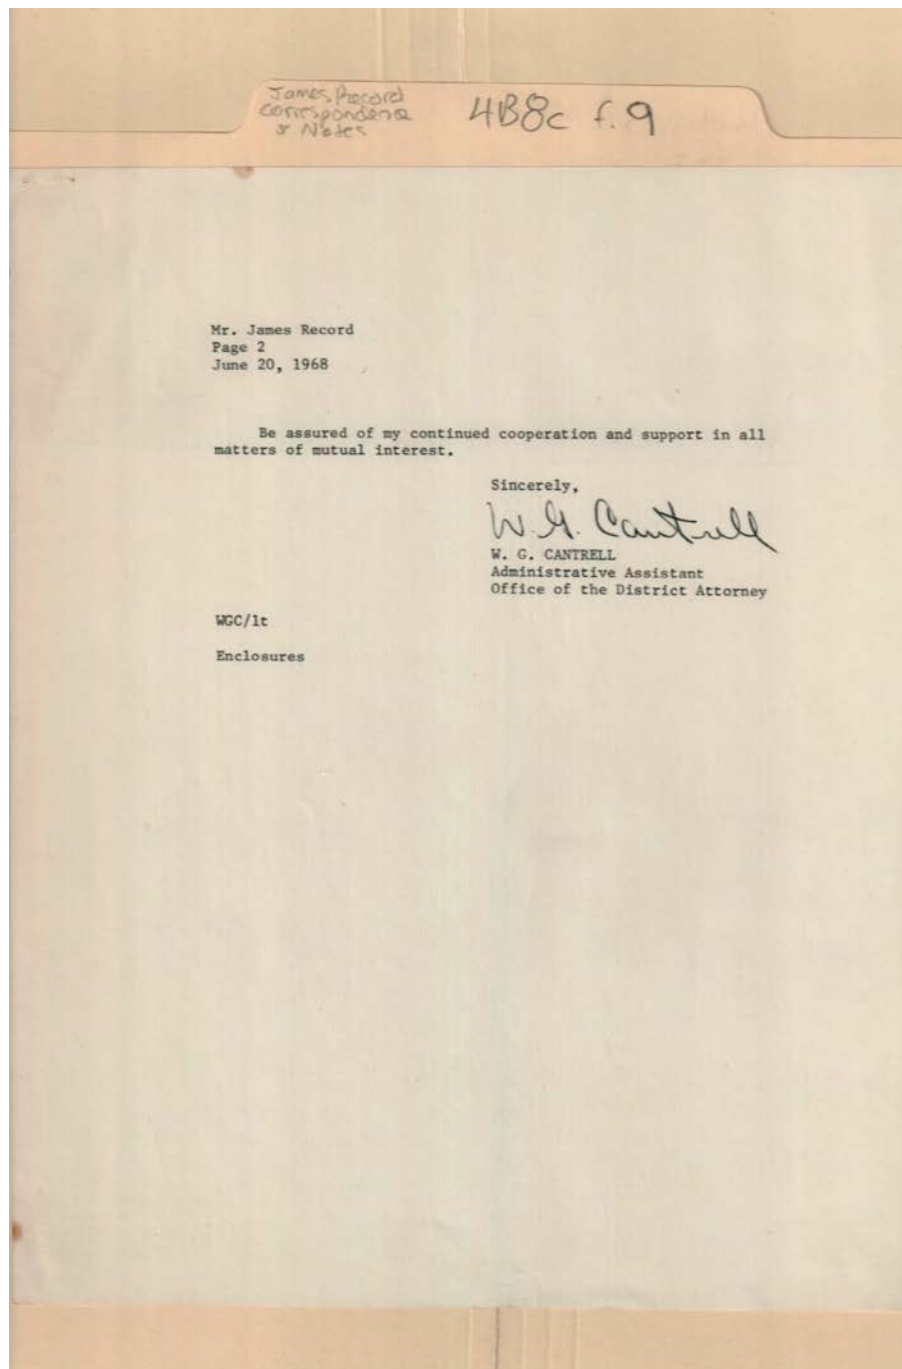 James Record
Correspondence
& Notes
4B8c f.9
Mr. James Record
Page 2
June 20, 1968
Be assured of my continued cooperation and support in all
matters of mutual interest.
Sincerely,
W. G. Cantrell
W. G. CANTRELL
Administrative Assistant
Office of the District Attorney
WGC/lt
Enclosures